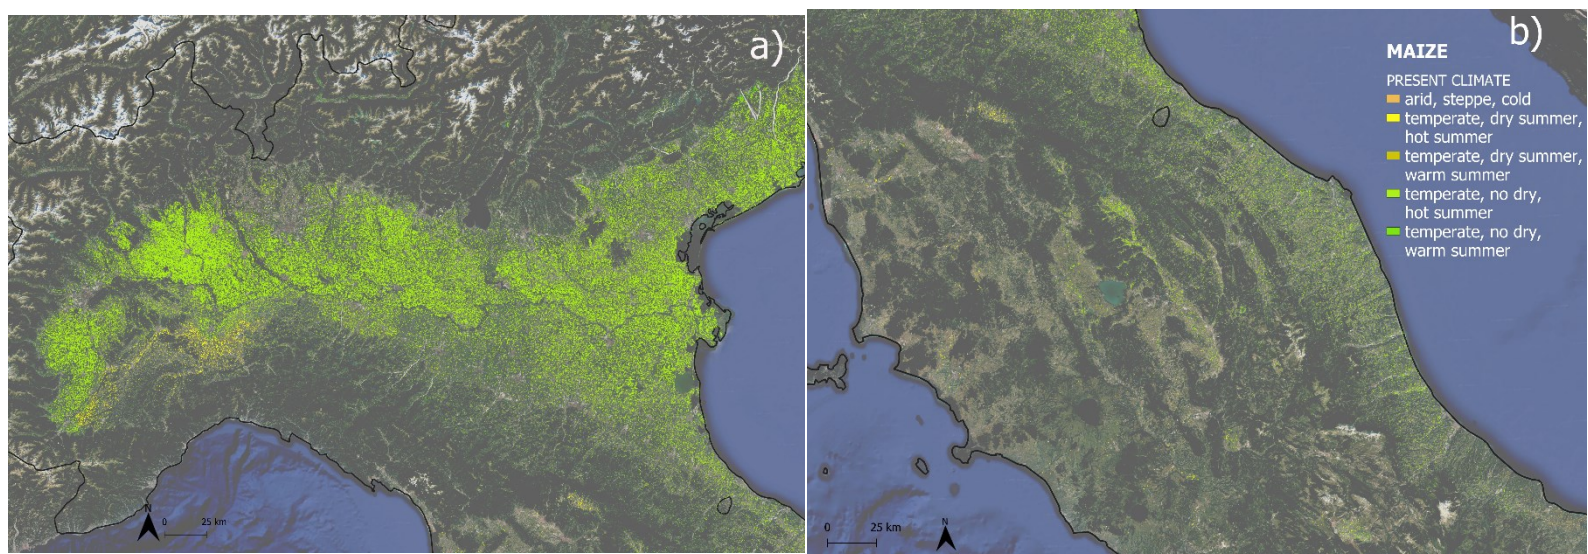 a)
N
0 25 km
b)
MAIZE
PRESENT CLIMATE
arid, steppe, cold
temperate, dry summer,
hot summer
temperate, dry summer,
warm summer
temperate, no dry,
hot summer
temperate, no dry,
warm summer
0 25 km
N